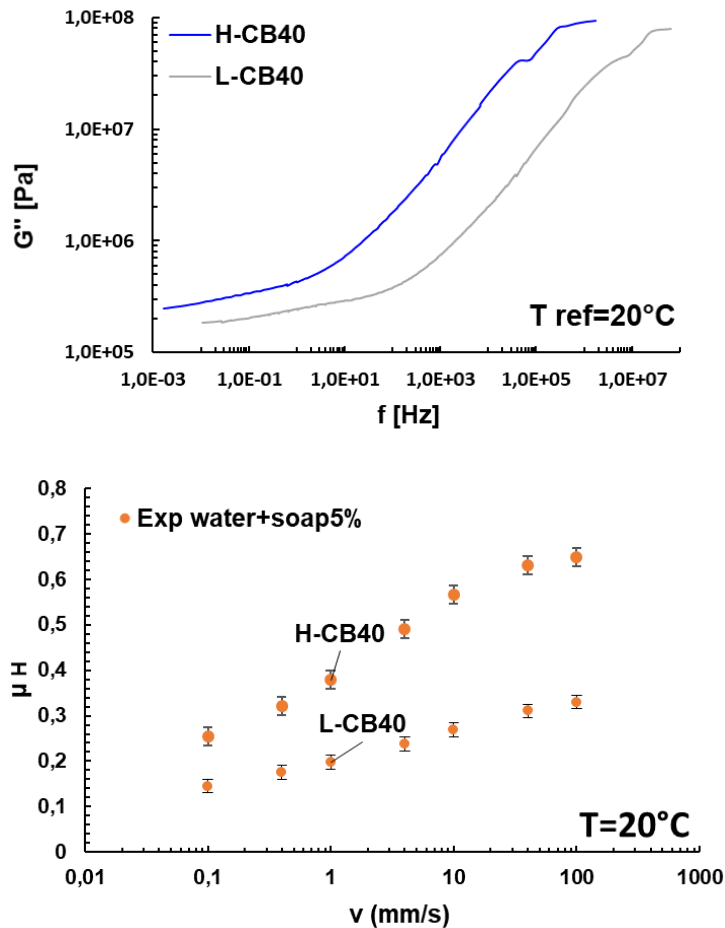 1,0E+08
H-CB40
L-CB40
1,0E+07
G'' [Pa]
1,0E+06
T ref=20°C
1,0E+05
1,0E-03 1,0E-01 1,0E+01 1,0E+03 1,0E+05 1,0E+07
f [Hz]
0,8
Exp water+soap5%
0,7
0,6
0,5
H-CB40
μ H
0,4
0,3
L-CB40
0,2
0,1
T=20°C
0
0,01 0,1 1 10 100 1000
v (mm/s)